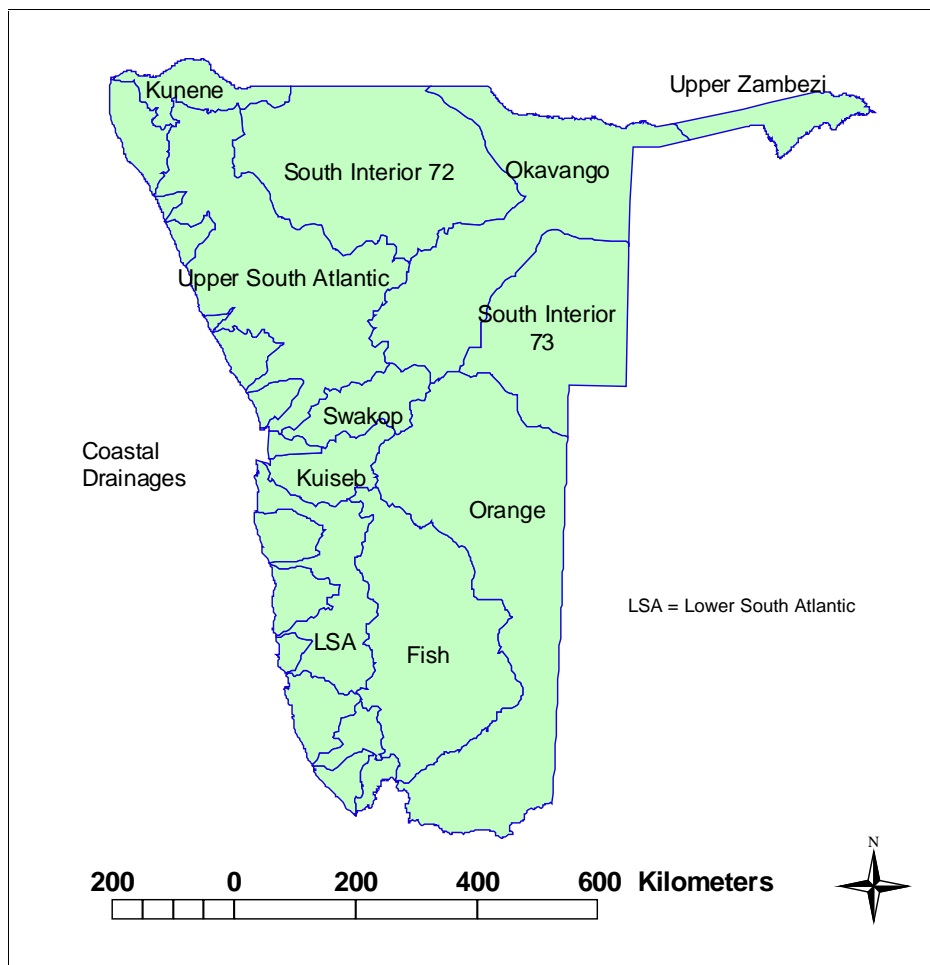 Upper Zambezi
Kunene
South Interior 72
Okavango
Upper South Atlantic
South Interior
73
Swakop
Coastal
Drainages
Kuiseb
Orange
LSA = Lower South Atlantic
LSA
Fish
N
200 0 200 400 600 Kilometers